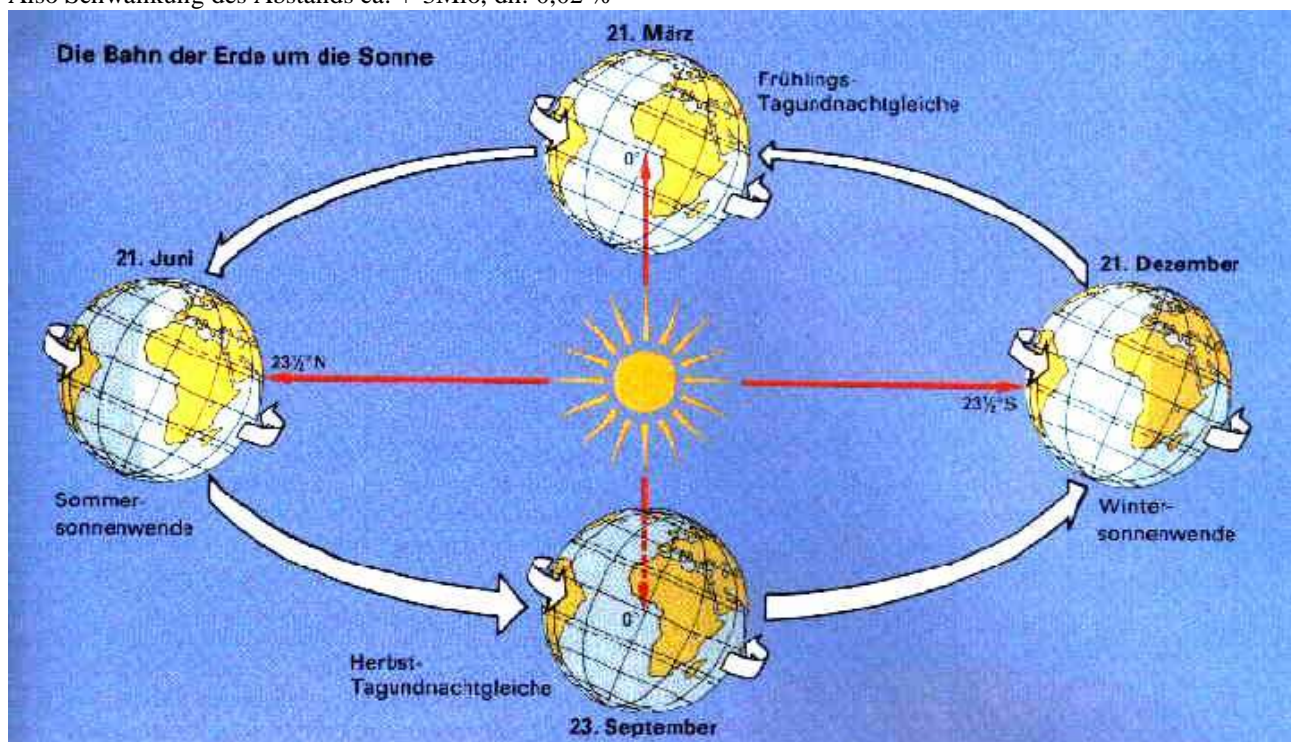 Also Schwankung des Abstands ca. + 3Mio, dh. 0,02 %
Die Bahn der Erde um die Sonne
21. März
Frühlings-
Tagundnachtgleiche
0°
21. Juni
21. Dezember
23½°N
23½°S
Sommer-
sonnenwende
Winter-
sonnenwende
0°
Herbst-
Tagundnachtgleiche
23. September